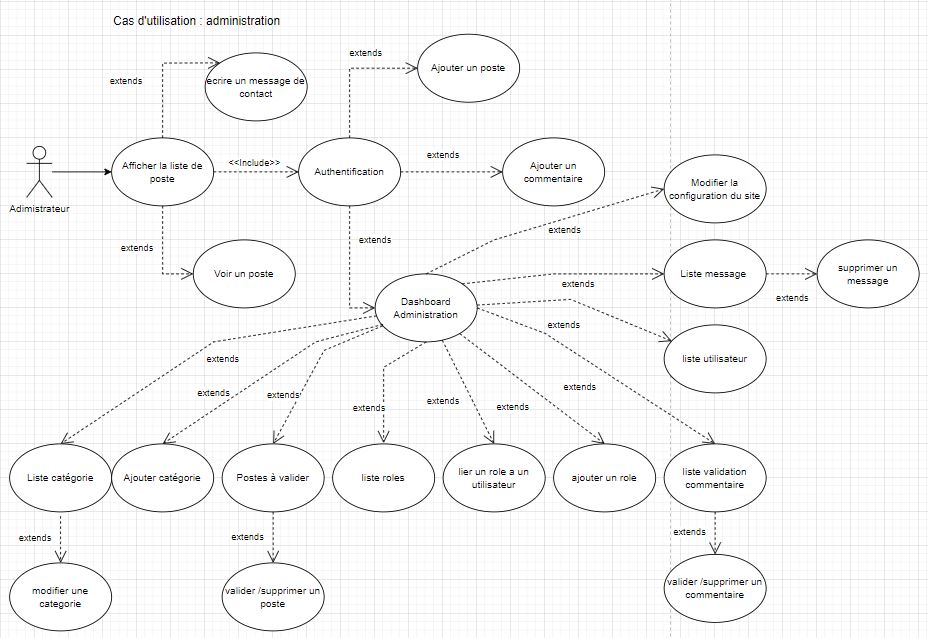 Cas d'utilisation : administration
extends
Ajouter un poste
extends
ecrire un message de
contact
Afficher la liste de
poste
<<Include>>
Authentification
extends
Ajouter un
commentaire
Modifier la
configuration du site
Adimistrateur
extends
extends
extends
Voir un poste
Liste message
supprimer un
message
extends
extends
Dashboard
Administration
extends
liste utilisateur
extends
extends
extends
extends
extends
extends
extends
Liste catégorie
Ajouter catégorie
Postes à valider
liste roles
lier un role a un
utilisateur
ajouter un role
liste validation
commentaire
extends
extends
extends
modifier une
categorie
valider /supprimer un
poste
valider /supprimer un
commentaire